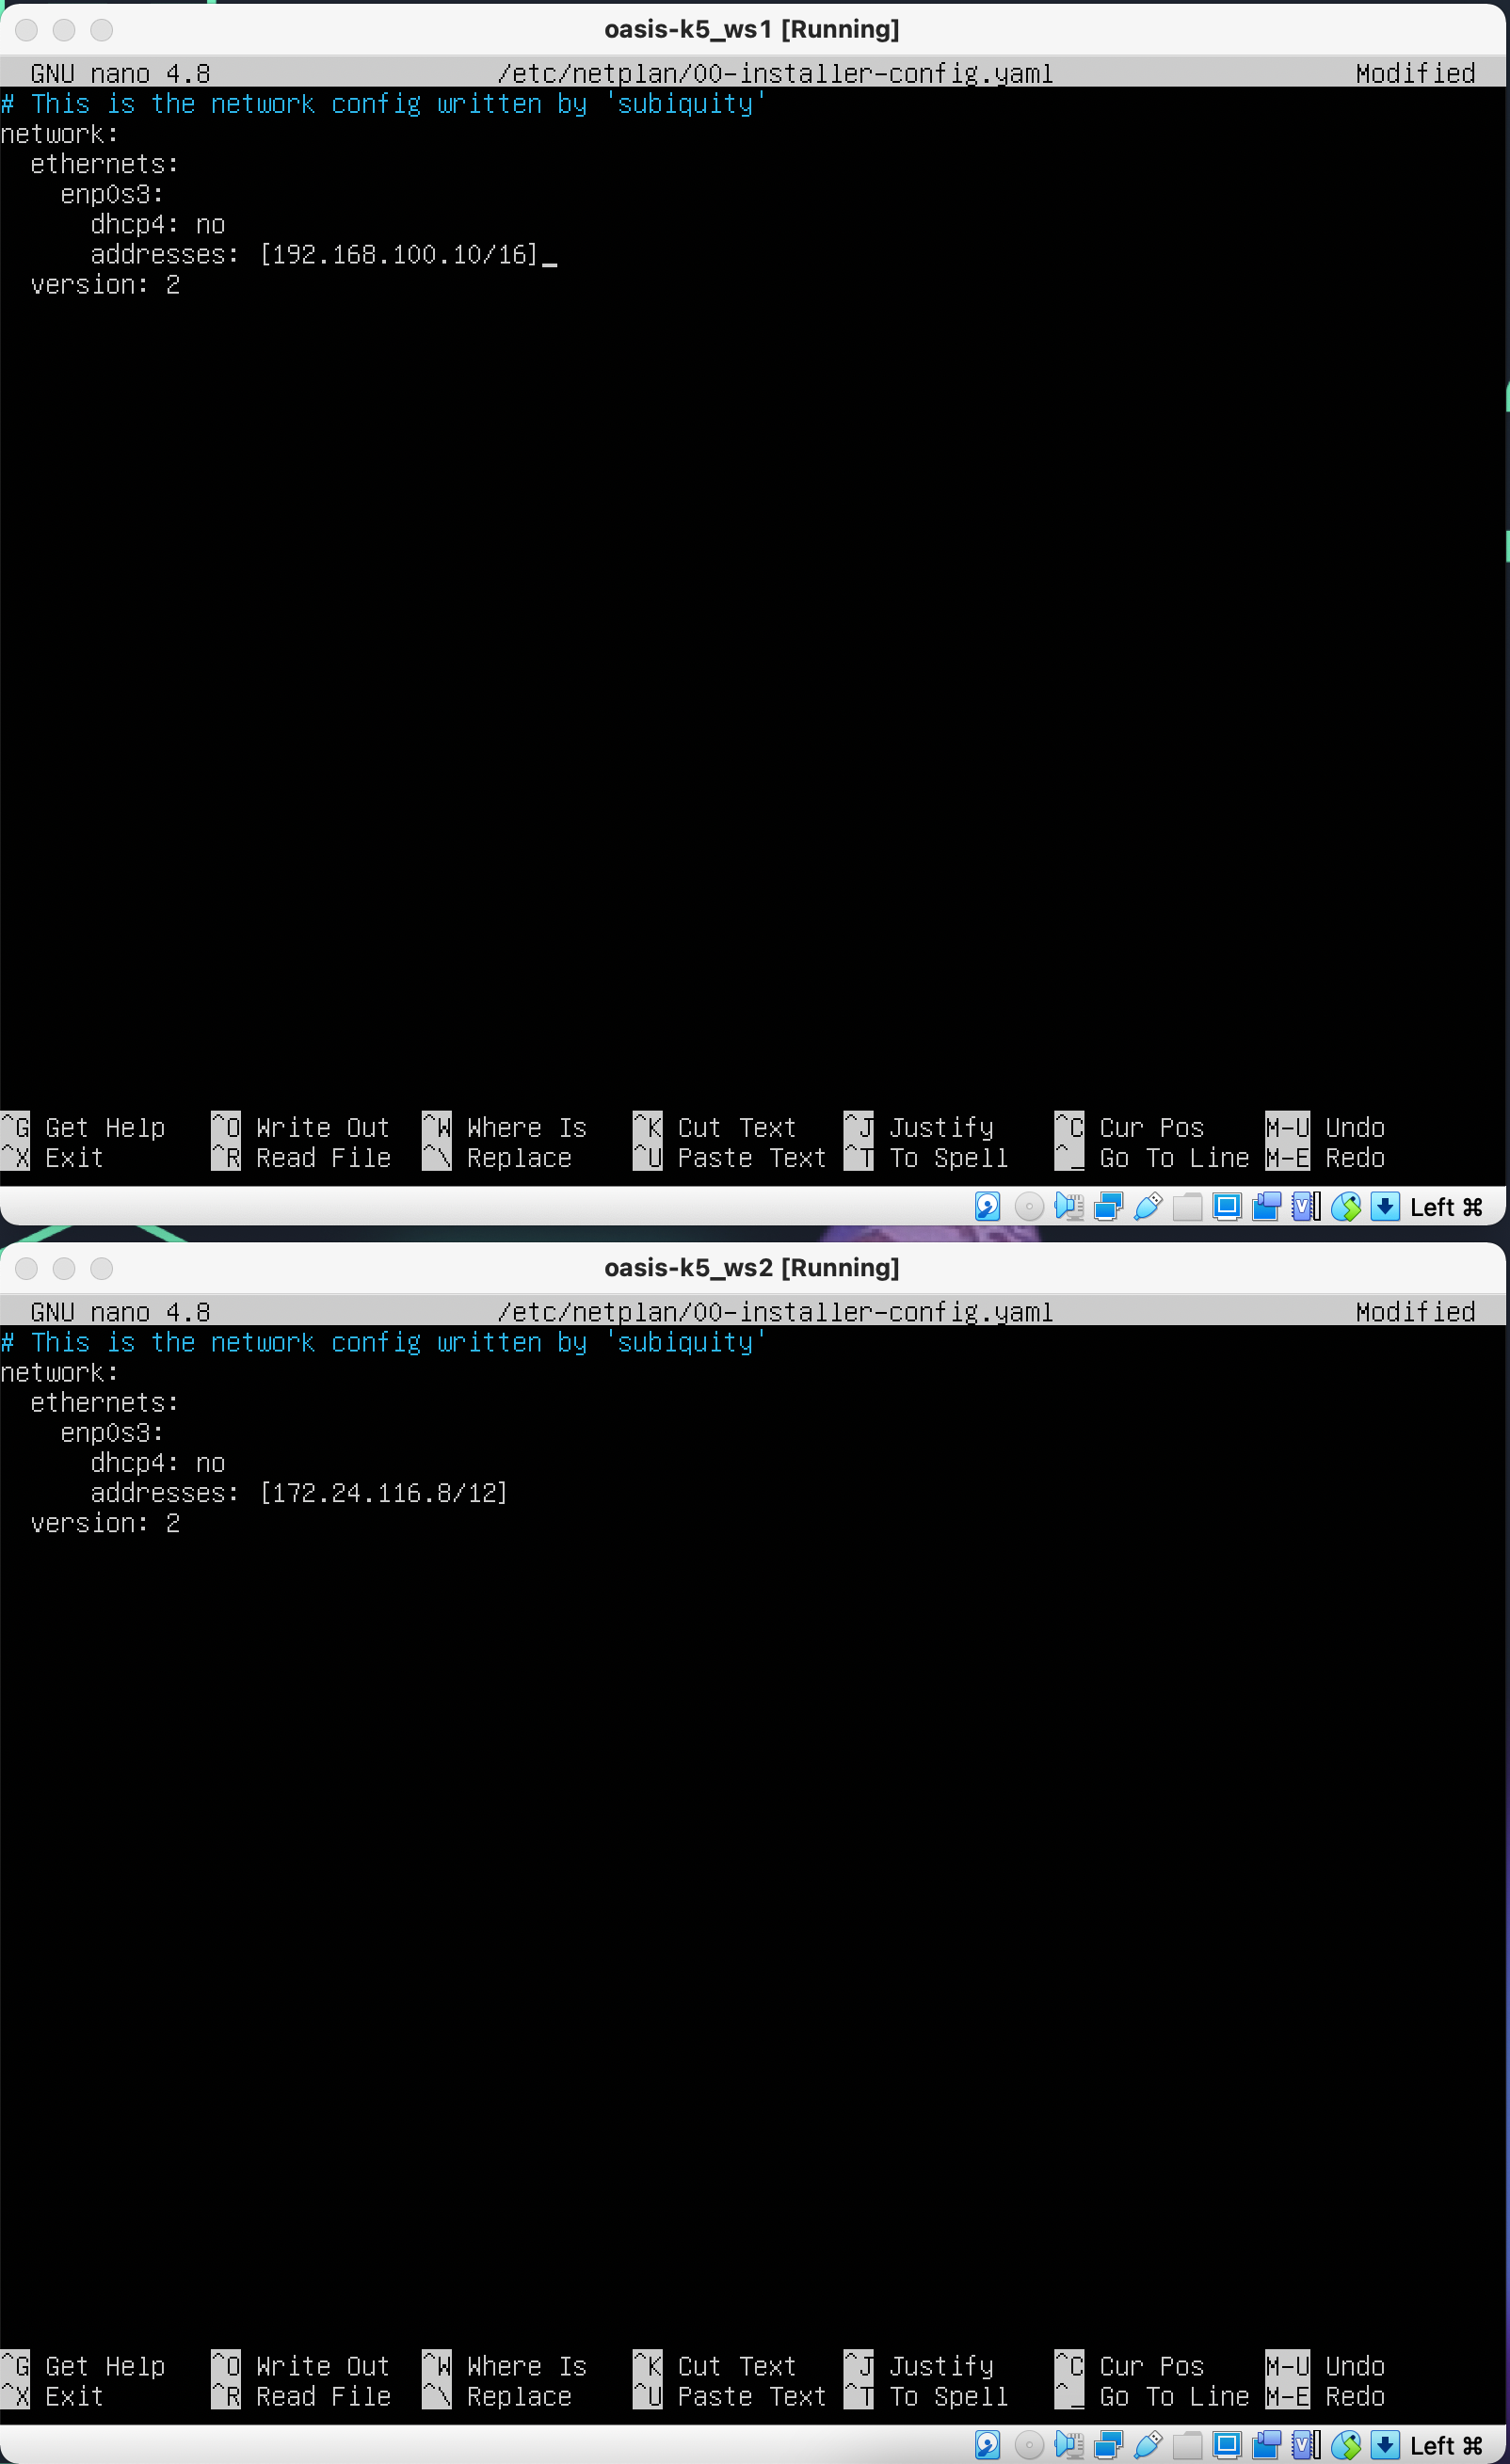 oasis-k5_ws1 [Running]
GNU nano 4.8 /etc/netplan/00-installer-config.yaml Modified
# This is the network config written by 'subiquity'
network:
  ethernets:
    enp0s3:
      dhcp4: no
      addresses: [192.168.100.10/16]
  version: 2
^G Get Help ^O Write Out ^W Where Is ^K Cut Text ^J Justify ^C Cur Pos M-U Undo
^X Exit ^R Read File ^\ Replace ^U Paste Text ^T To Spell ^_ Go To Line M-E Redo
Left ⌘
oasis-k5_ws2 [Running]
GNU nano 4.8 /etc/netplan/00-installer-config.yaml Modified
# This is the network config written by 'subiquity'
network:
  ethernets:
    enp0s3:
      dhcp4: no
      addresses: [172.24.116.8/12]
  version: 2
^G Get Help ^O Write Out ^W Where Is ^K Cut Text ^J Justify ^C Cur Pos M-U Undo
^X Exit ^R Read File ^\ Replace ^U Paste Text ^T To Spell ^_ Go To Line M-E Redo
Left ⌘